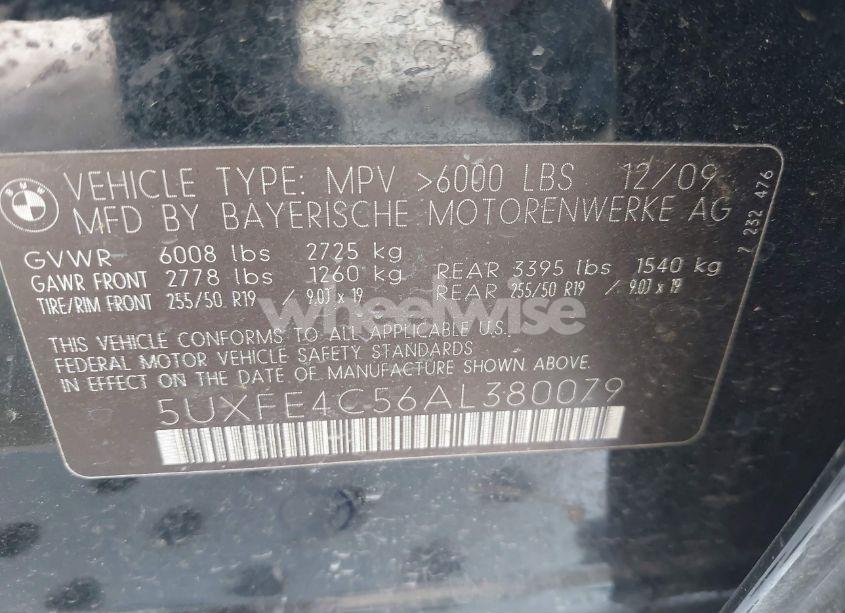 BMW
VEHICLE TYPE: MPV >6000 LBS 12/09
MFD BY BAYERISCHE MOTORENWERKE AG
GVWR 6008 lbs 2725 kg
GAWR FRONT 2778 lbs 1260 kg REAR 3395 lbs 1540 kg
TIRE/RIM FRONT 255/50 R19 / 9.0J x 19 REAR 255/50 R19 / 9.0J x 19
THIS VEHICLE CONFORMS TO ALL APPLICABLE U.S.
FEDERAL MOTOR VEHICLE SAFETY STANDARDS
IN EFFECT ON THE DATE OF MANUFACTURE SHOWN ABOVE.
5UXFE4C56AL380079
7 232 476
wheelwise